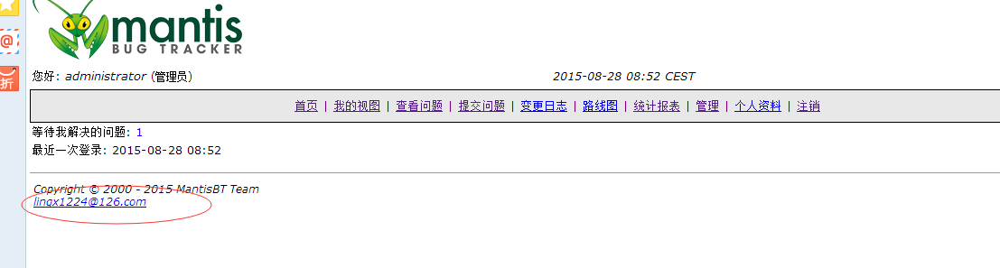 @
折
mantis
BUG TRACKER
您好: administrator (管理员)
2015-08-28 08:52 CEST
首页 | 我的视图 | 查看问题 | 提交问题 | 变更日志 | 路线图 | 统计报表 | 管理 | 个人资料 | 注销
等待我解决的问题: 1
最近一次登录: 2015-08-28 08:52
Copyright © 2000 - 2015 MantisBT Team
lingx1224@126.com